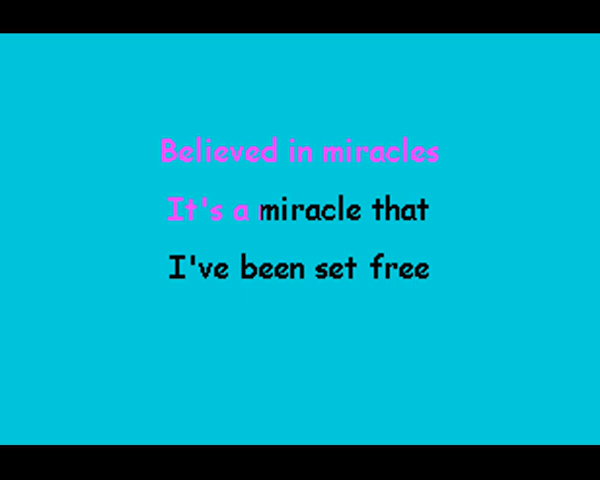 Believed in miracles
It's a miracle that
I've been set free